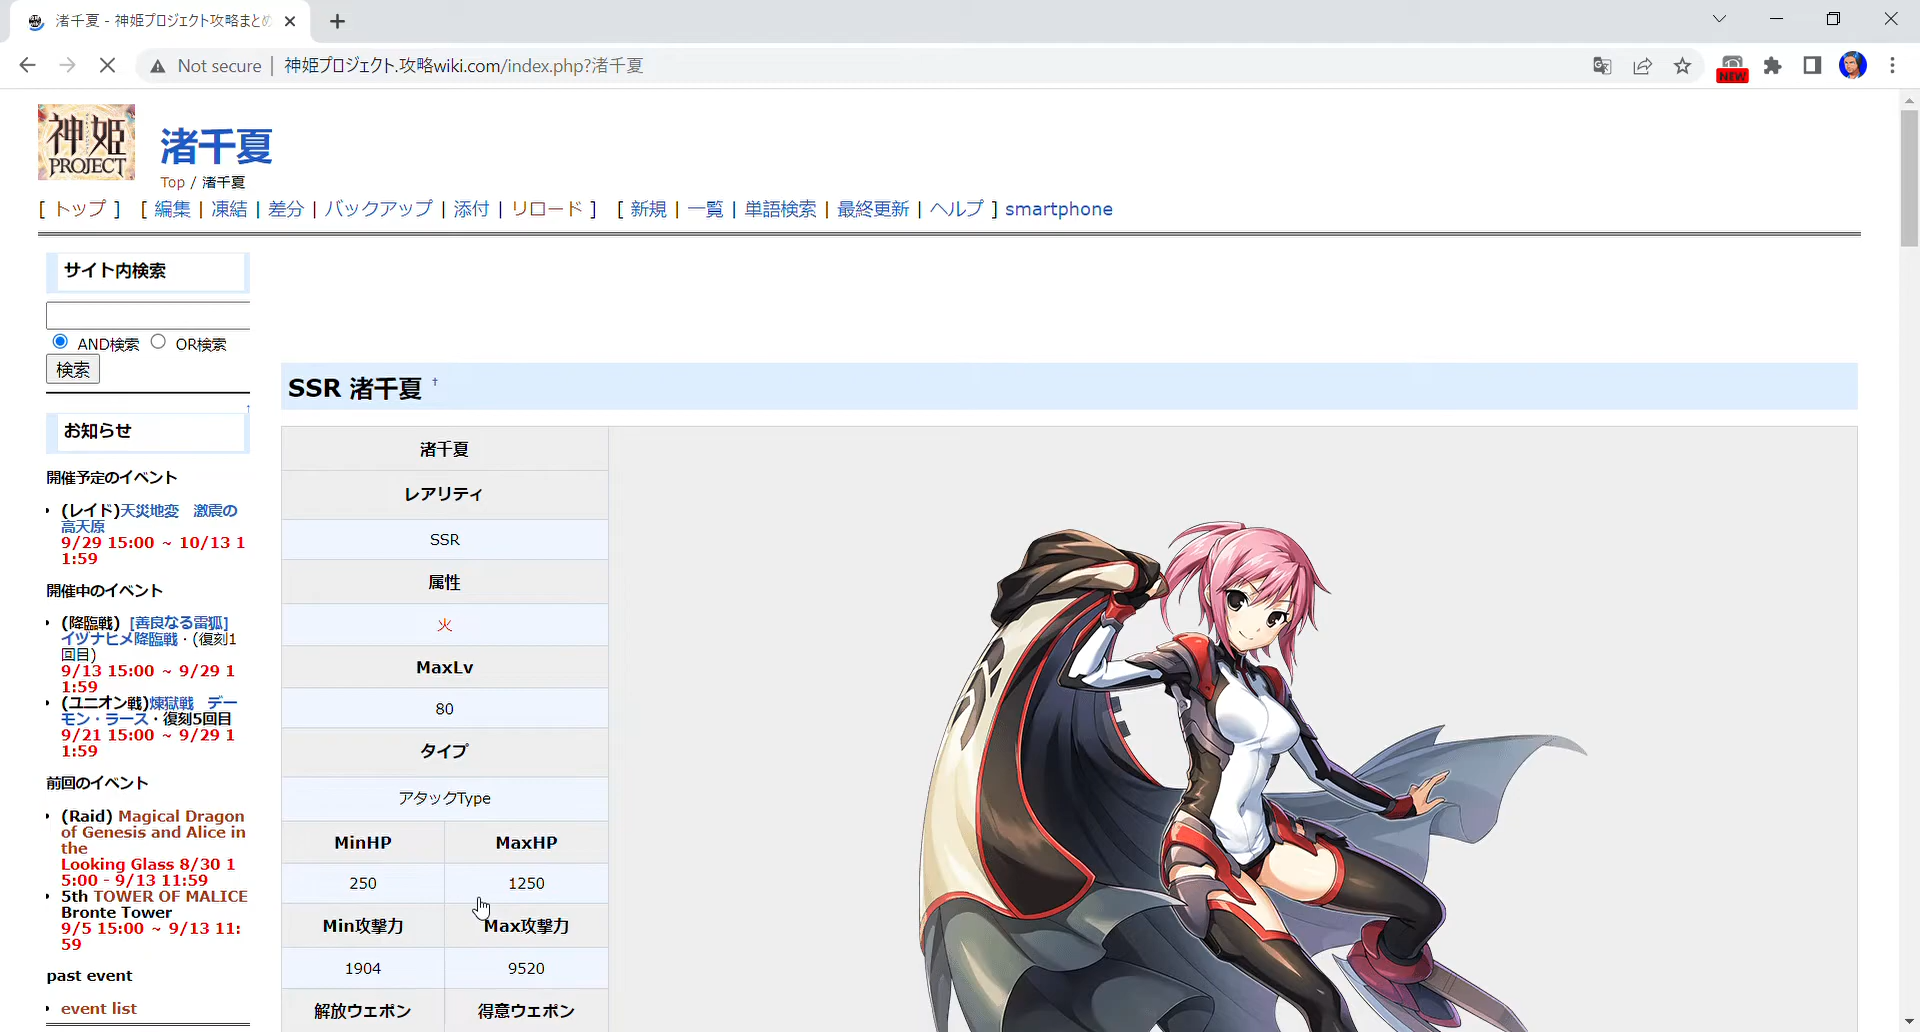 渚千夏 - 神姫プロジェクト攻略まとめ
Not secure | 神姫プロジェクト.攻略wiki.com/index.php?渚千夏
NEW
神姫
PROJECT
渚千夏
Top / 渚千夏
[ トップ ] [ 編集 | 凍結 | 差分 | バックアップ | 添付 | リロード ] [ 新規 | 一覧 | 単語検索 | 最終更新 | ヘルプ ] smartphone
サイト内検索
AND検索 OR検索
検索
↑
お知らせ
開催予定のイベント
(レイド)天災地変 激震の
高天原
9/29 15:00 ~ 10/13 1
1:59
開催中のイベント
(降臨戦) [善良なる雷狐]
イヅナヒメ降臨戦・(復刻1
回目)
9/13 15:00 ~ 9/29 1
1:59
(ユニオン戦)煉獄戦 デー
モン・ラース・復刻5回目
9/21 15:00 ~ 9/29 1
1:59
前回のイベント
(Raid) Magical Dragon
of Genesis and Alice in
the
Looking Glass 8/30 1
5:00 - 9/13 11:59
5th TOWER OF MALICE
Bronte Tower
9/5 15:00 ~ 9/13 11:
59
past event
event list
SSR 渚千夏 †
渚千夏
レアリティ
SSR
属性
火
MaxLv
80
タイプ
アタックType
MinHP MaxHP
250 1250
Min攻撃力 Max攻撃力
1904 9520
解放ウェポン 得意ウェポン